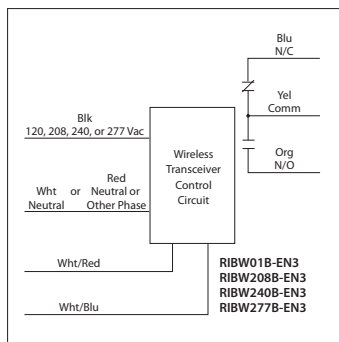 Blu
N/C
Yel
Comm
Blk
120, 208, 240, or 277 Vac
Org
N/O
Wireless
Transceiver
Control
Circuit
Red
Wht or Neutral or
Neutral Other Phase
Wht/Red
Wht/Blu
RIBW01B-EN3
RIBW208B-EN3
RIBW240B-EN3
RIBW277B-EN3